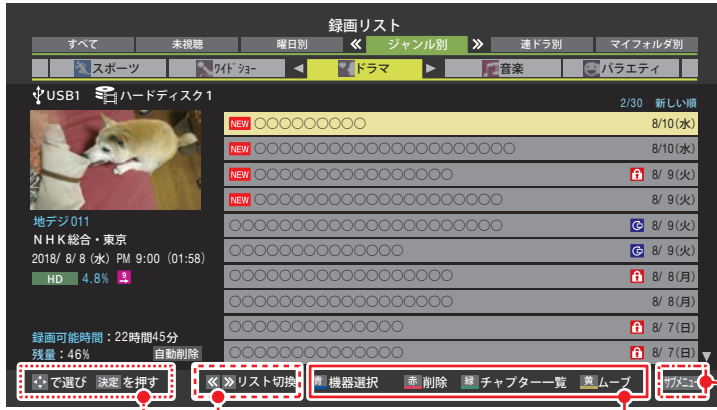 録画リスト
すべて 未視聴 曜日別 ≪ ジャンル別 ≫ 連ドラ別 マイフォルダ別
スポーツ ワイドショー ◀ ドラマ ▶ 音楽 バラエティ
USB1 ハードディスク1
2/30 新しい順
NEW ○○○○○○○○○ 8/10(水)
NEW ○○○○○○○○○○○○○○○○○○○○○ 8/10(水)
NEW ○○○○○○○○○○○○○○○○ 8/ 9(火)
NEW ○○○○○○○○○○○○○○○○○○○○ 8/ 9(火)
○○○○○○○○○○○○○○○○○○○○○○ 8/ 9(火)
○○○○○○○○○○○○○○ 8/ 9(火)
○○○○○○○○○○○○○○○○○○ 8/ 8(月)
○○○○○○○○○○○○○○○○○○ 8/ 8(月)
○○○○○○○○○○○○○○ 8/ 7(日)
○○○○○○○○○○○○○○ 8/ 7(日)
地デジ011
ＮＨＫ総合・東京
2018/ 8/ 8 (水) PM 9:00 (01:58)
HD 4.8% 9
録画可能時間：22時間45分
残量：46% 自動削除
で選び 決定 を押す ≪ ≫ リスト切換 青 機器選択 赤 削除 緑 チャプター一覧 黄 ムーブ サブメニュー